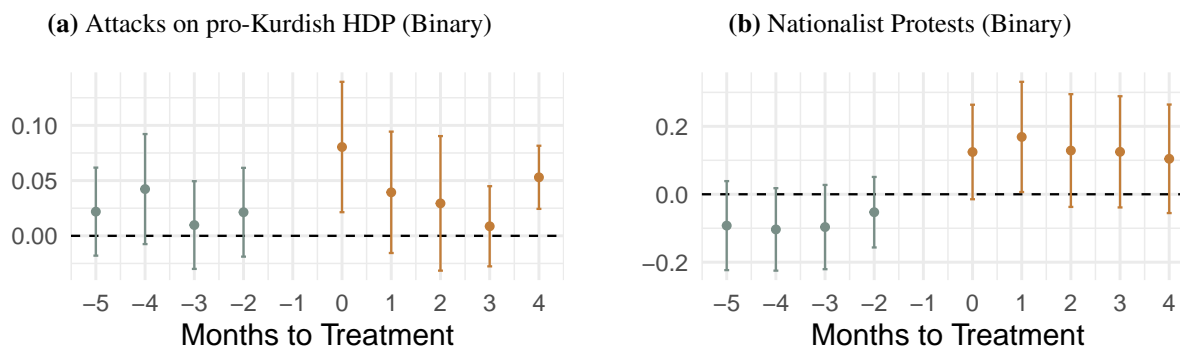 (a) Attacks on pro-Kurdish HDP (Binary)
0.10
0.05
0.00
−5 −4 −3 −2 −1 0 1 2 3 4
Months to Treatment
(b) Nationalist Protests (Binary)
0.2
0.0
−0.2
−5 −4 −3 −2 −1 0 1 2 3 4
Months to Treatment